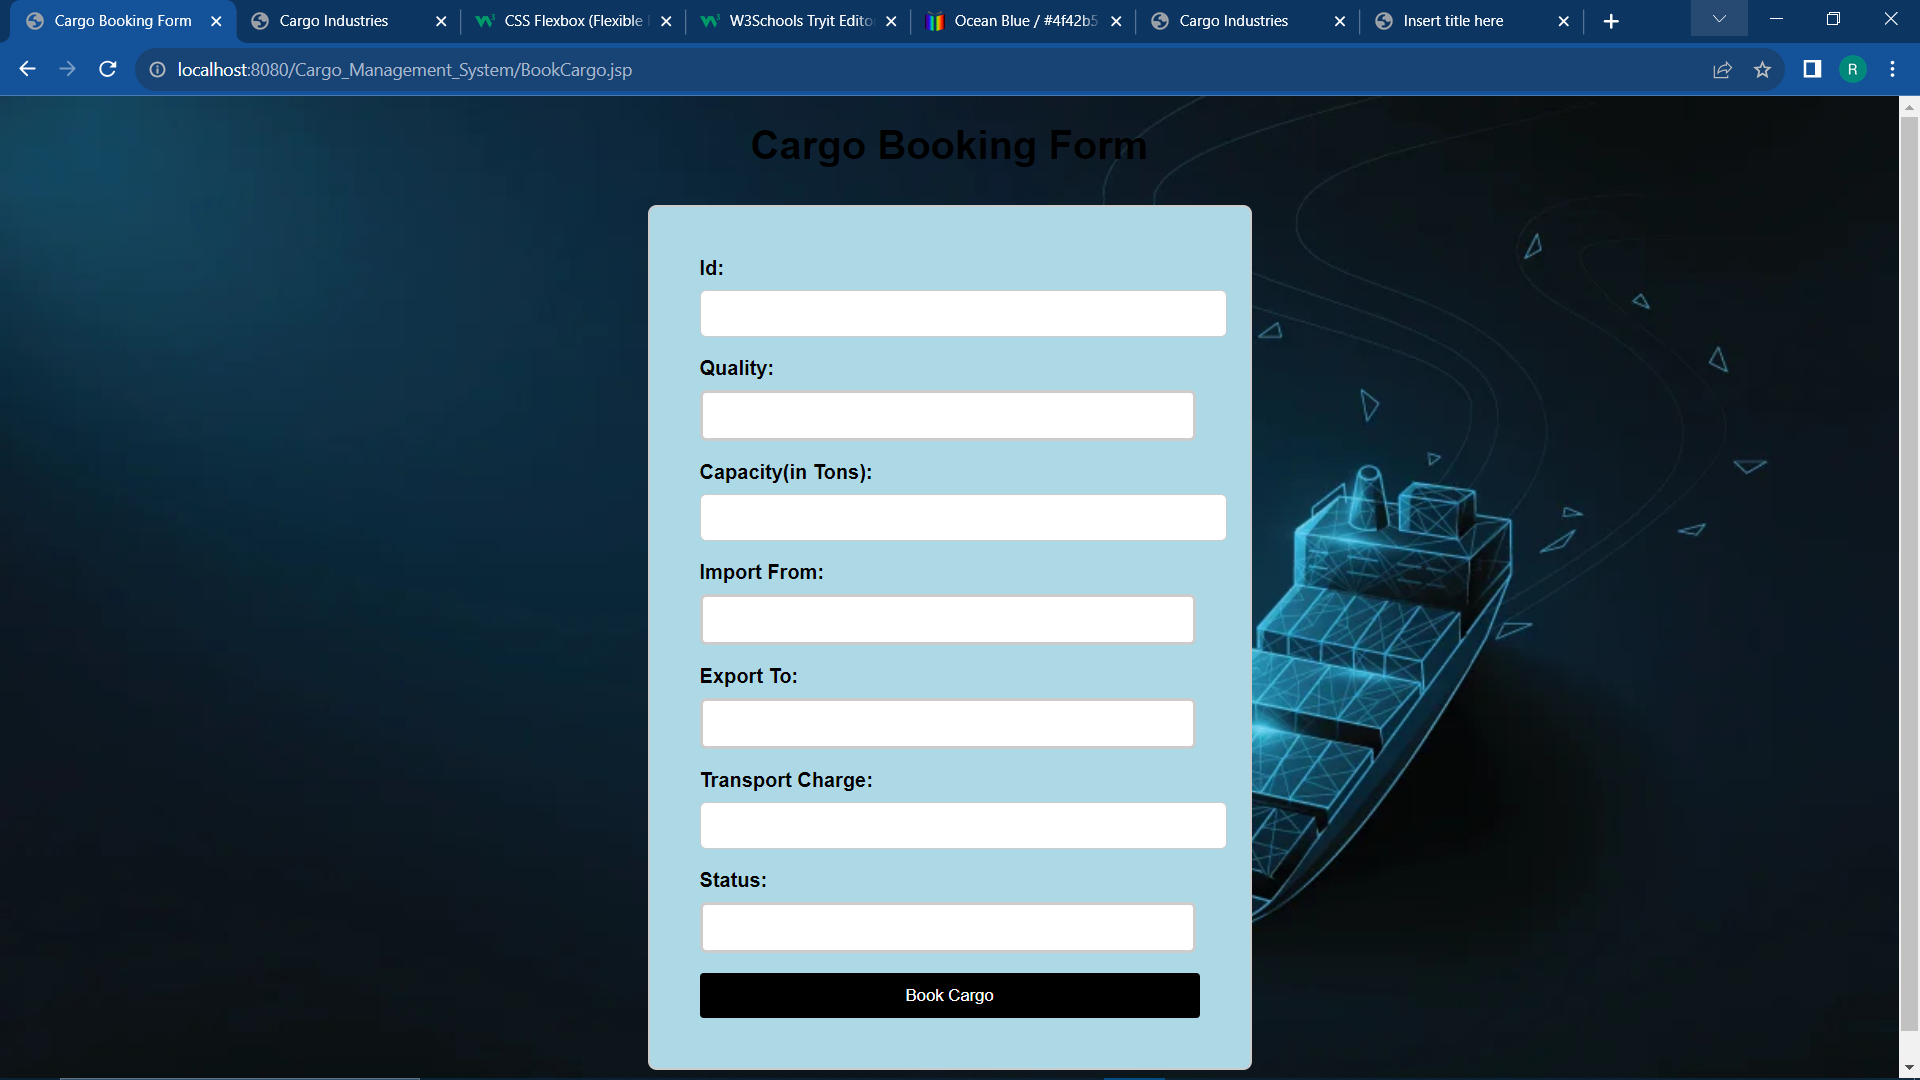 Cargo Booking Form
Cargo Industries
CSS Flexbox (Flexible
W3Schools Tryit Edito
Ocean Blue / #4f42b5
Cargo Industries
Insert title here
localhost:8080/Cargo_Management_System/BookCargo.jsp
R
Cargo Booking Form
Id:
Quality:
Capacity(in Tons):
Import From:
Export To:
Transport Charge:
Status:
Book Cargo